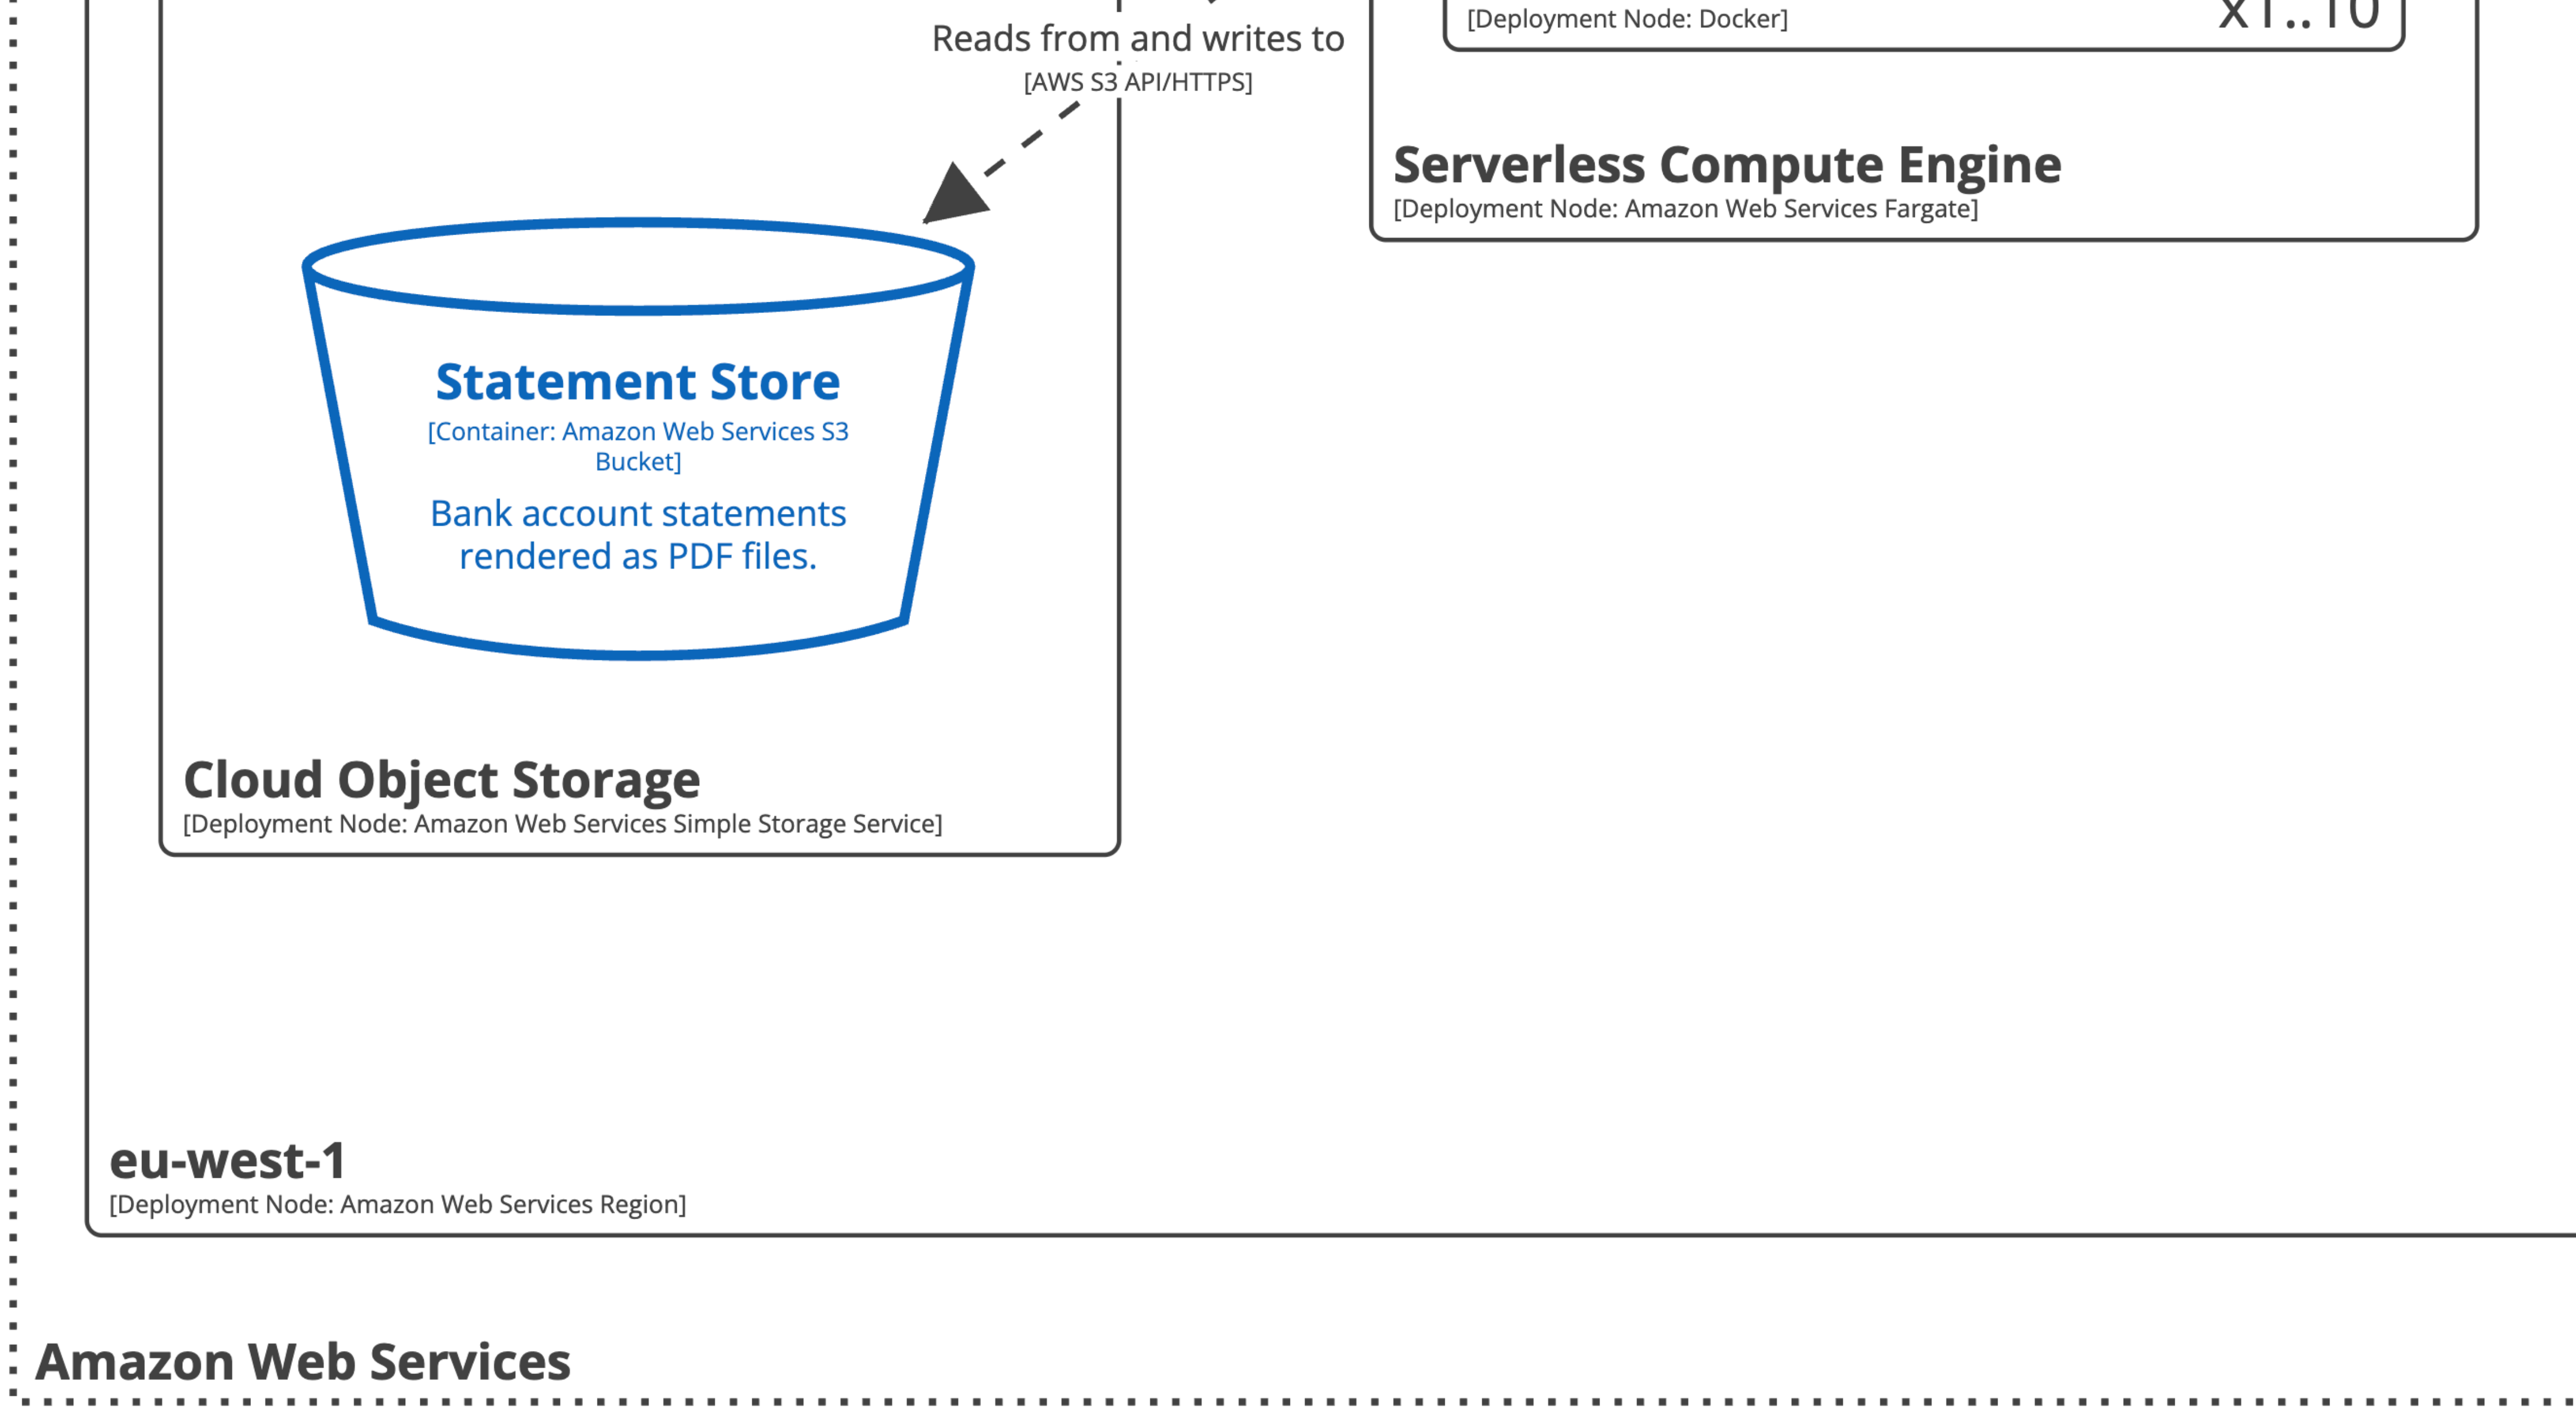 [Deployment Node: Docker]
x1..10
Reads from and writes to
[AWS S3 API/HTTPS]
Serverless Compute Engine
[Deployment Node: Amazon Web Services Fargate]
Statement Store
[Container: Amazon Web Services S3
Bucket]
Bank account statements
rendered as PDF files.
Cloud Object Storage
[Deployment Node: Amazon Web Services Simple Storage Service]
eu-west-1
[Deployment Node: Amazon Web Services Region]
Amazon Web Services